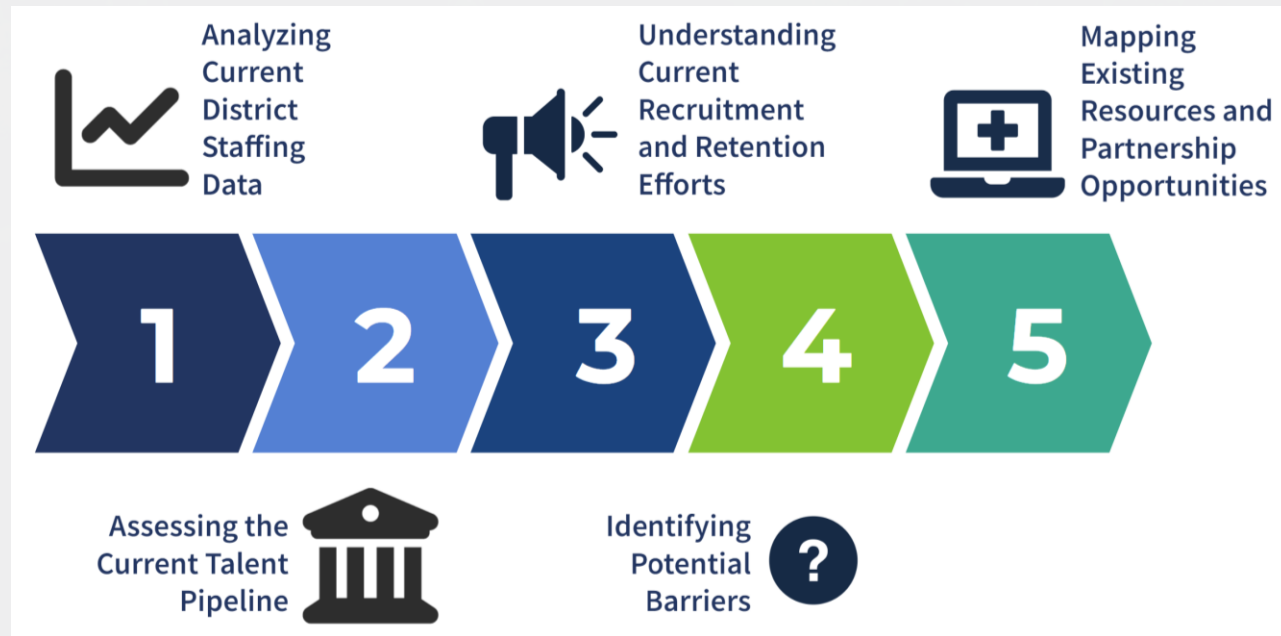 Analyzing
Current
District
Staffing
Data
Understanding
Current
Recruitment
and Retention
Efforts
Mapping
Existing
Resources and
Partnership
Opportunities
1
2
3
4
5
Assessing the
Current Talent
Pipeline
Identifying
Potential
Barriers
?